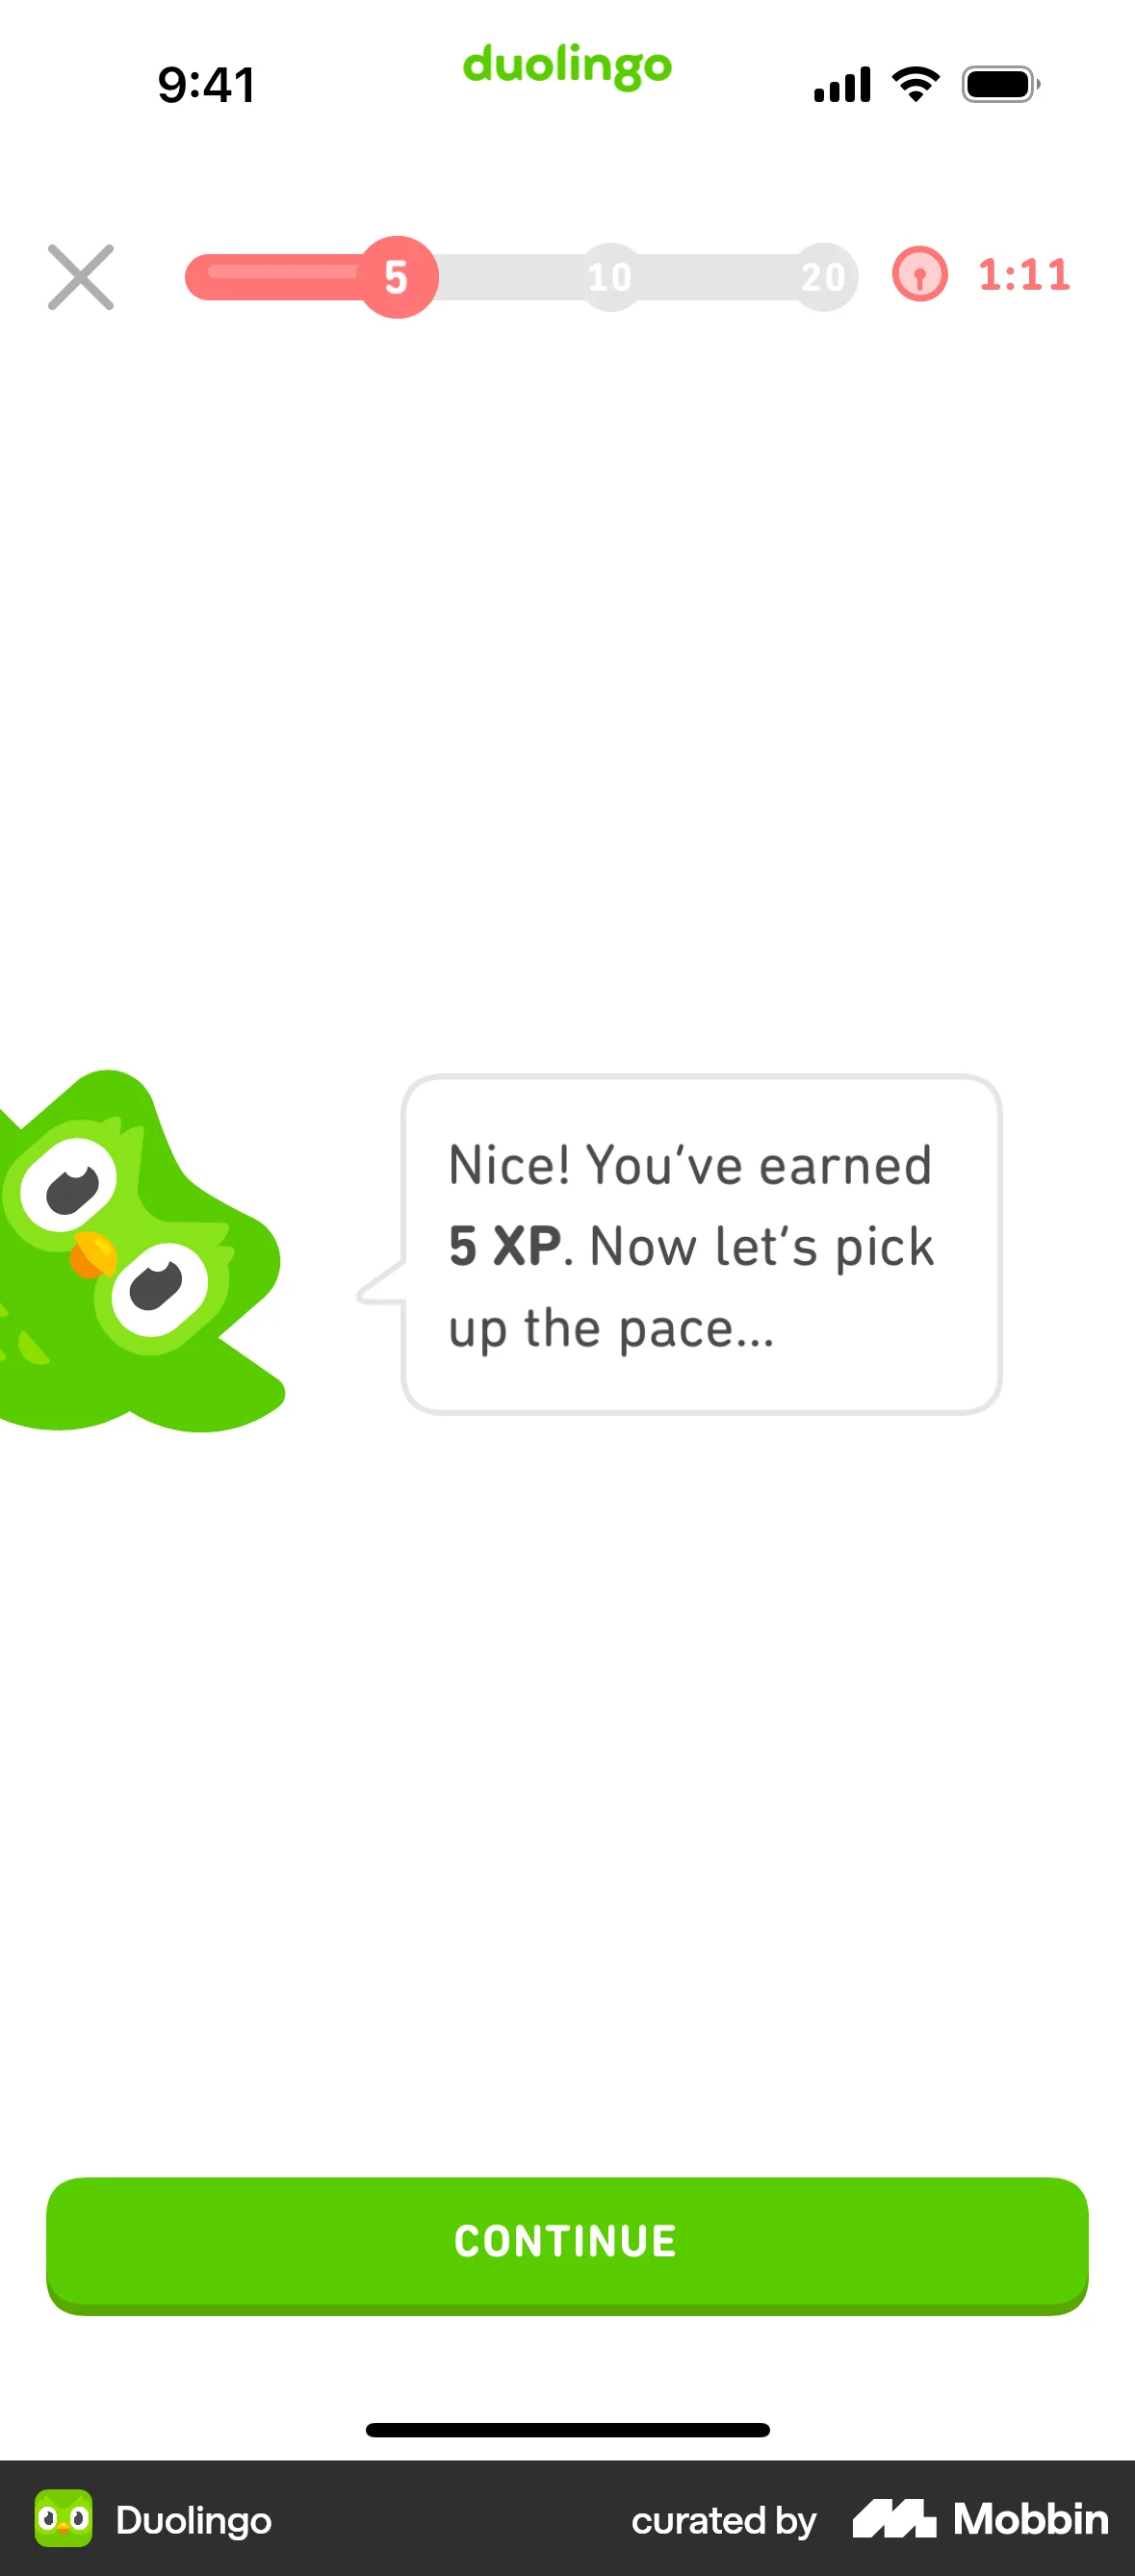 9:41
duolingo
5 10 20 1:11
Nice! You've earned
5 XP. Now let's pick
up the pace...
CONTINUE
Duolingo curated by Mobbin